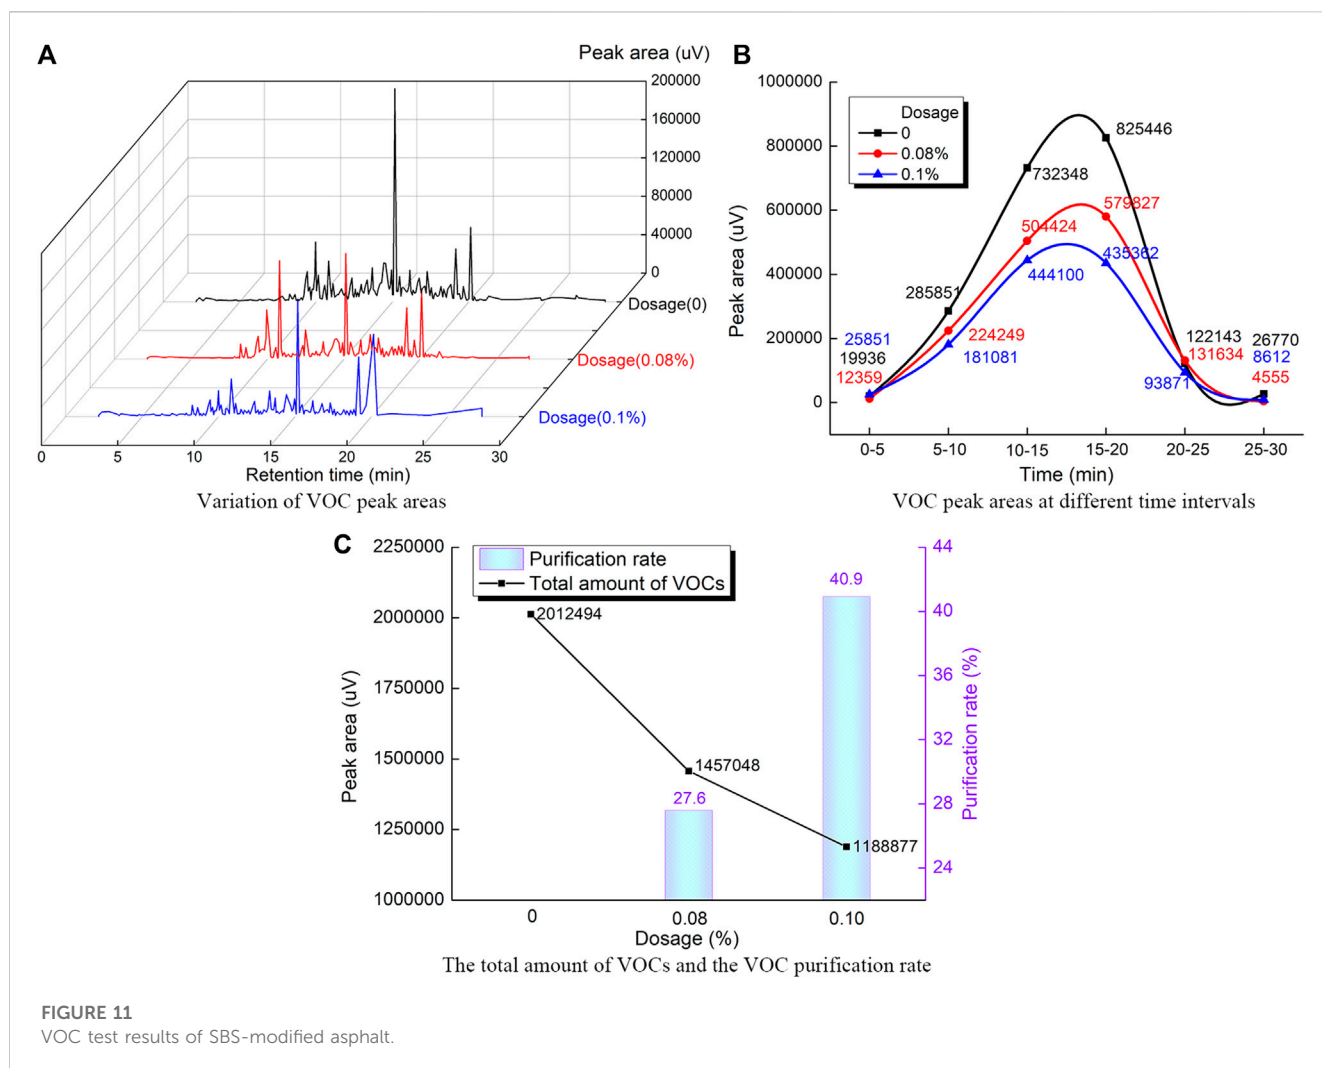 A
Peak area (uV)
200000
160000
120000
80000
40000
0
Dosage(0)
Dosage(0.08%)
Dosage(0.1%)
0 5 10 15 20 25 30
Retention time (min)
Variation of VOC peak areas
B
1000000
800000
600000
400000
200000
0
Peak area (uV)
Dosage
0
0.08%
0.1%
825446
732348
579827
504424
435362
444100
285851
224249
181081
25851
19936
12359
122143
131634
93871
26770
8612
4555
0-5 5-10 10-15 15-20 20-25 25-30
Time (min)
VOC peak areas at different time intervals
C
2250000
2000000
1750000
1500000
1250000
1000000
Peak area (uV)
Purification rate
Total amount of VOCs
2012494
1457048
1188877
27.6
40.9
44
40
36
32
28
24
Purification rate (%)
0 0.08 0.10
Dosage (%)
The total amount of VOCs and the VOC purification rate
FIGURE 11
VOC test results of SBS-modified asphalt.